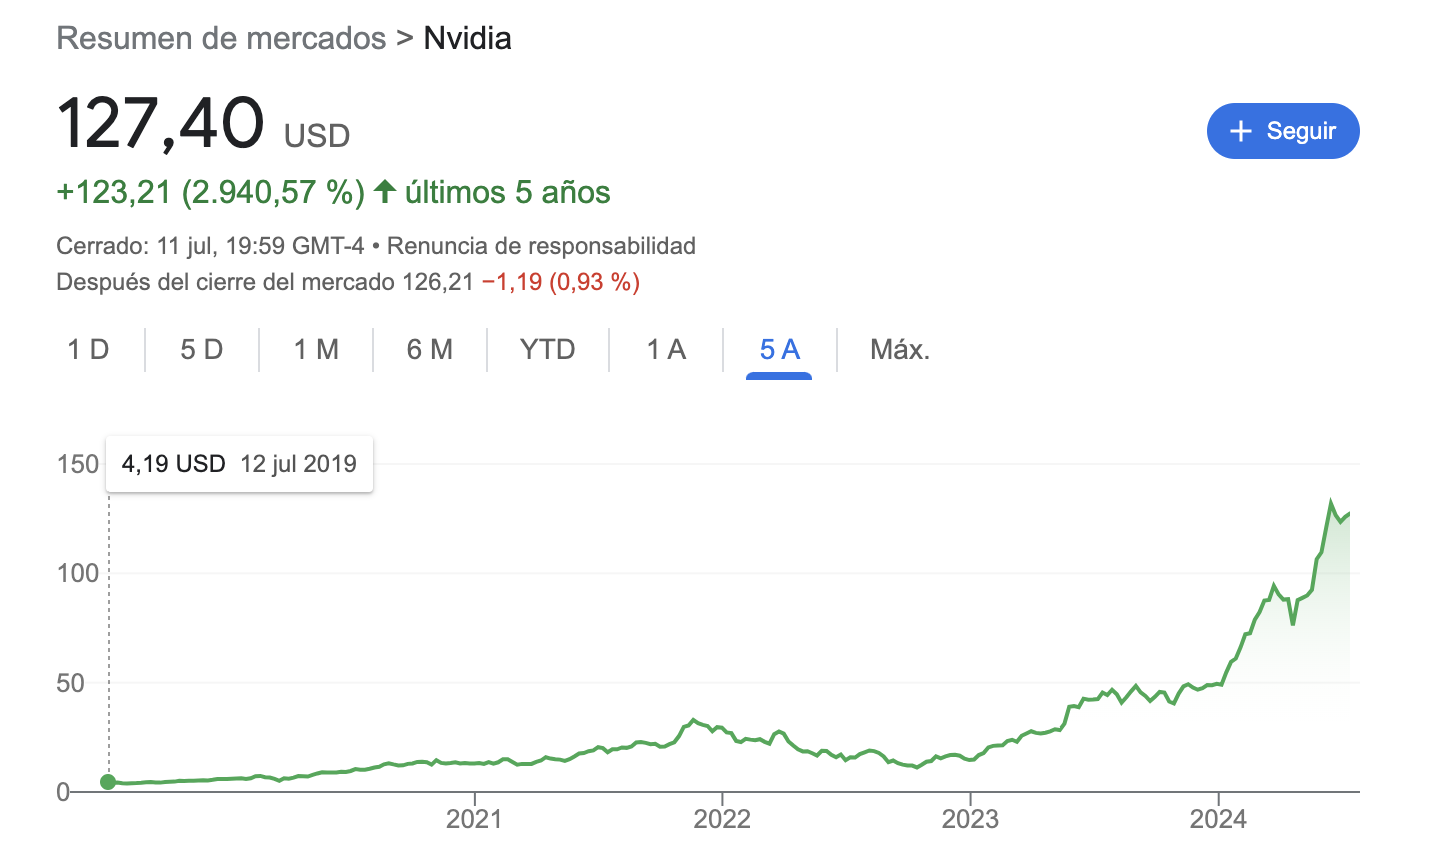 Resumen de mercados > Nvidia
127,40 USD
+ Seguir
+123,21 (2.940,57 %) ↑ últimos 5 años
Cerrado: 11 jul, 19:59 GMT-4 • Renuncia de responsabilidad
Después del cierre del mercado 126,21 −1,19 (0,93 %)
1 D 5 D 1 M 6 M YTD 1 A 5 A Máx.
4,19 USD 12 jul 2019
150
100
50
0
2021 2022 2023 2024